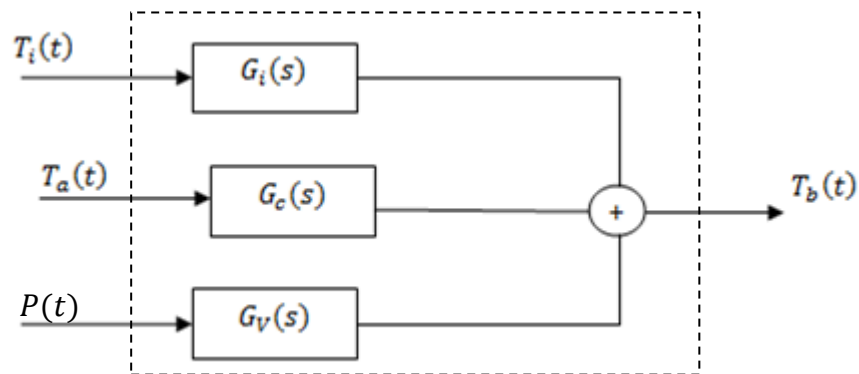 T_i(t)
G_i(s)
T_a(t)
G_c(s)
+
T_b(t)
P(t)
G_V(s)